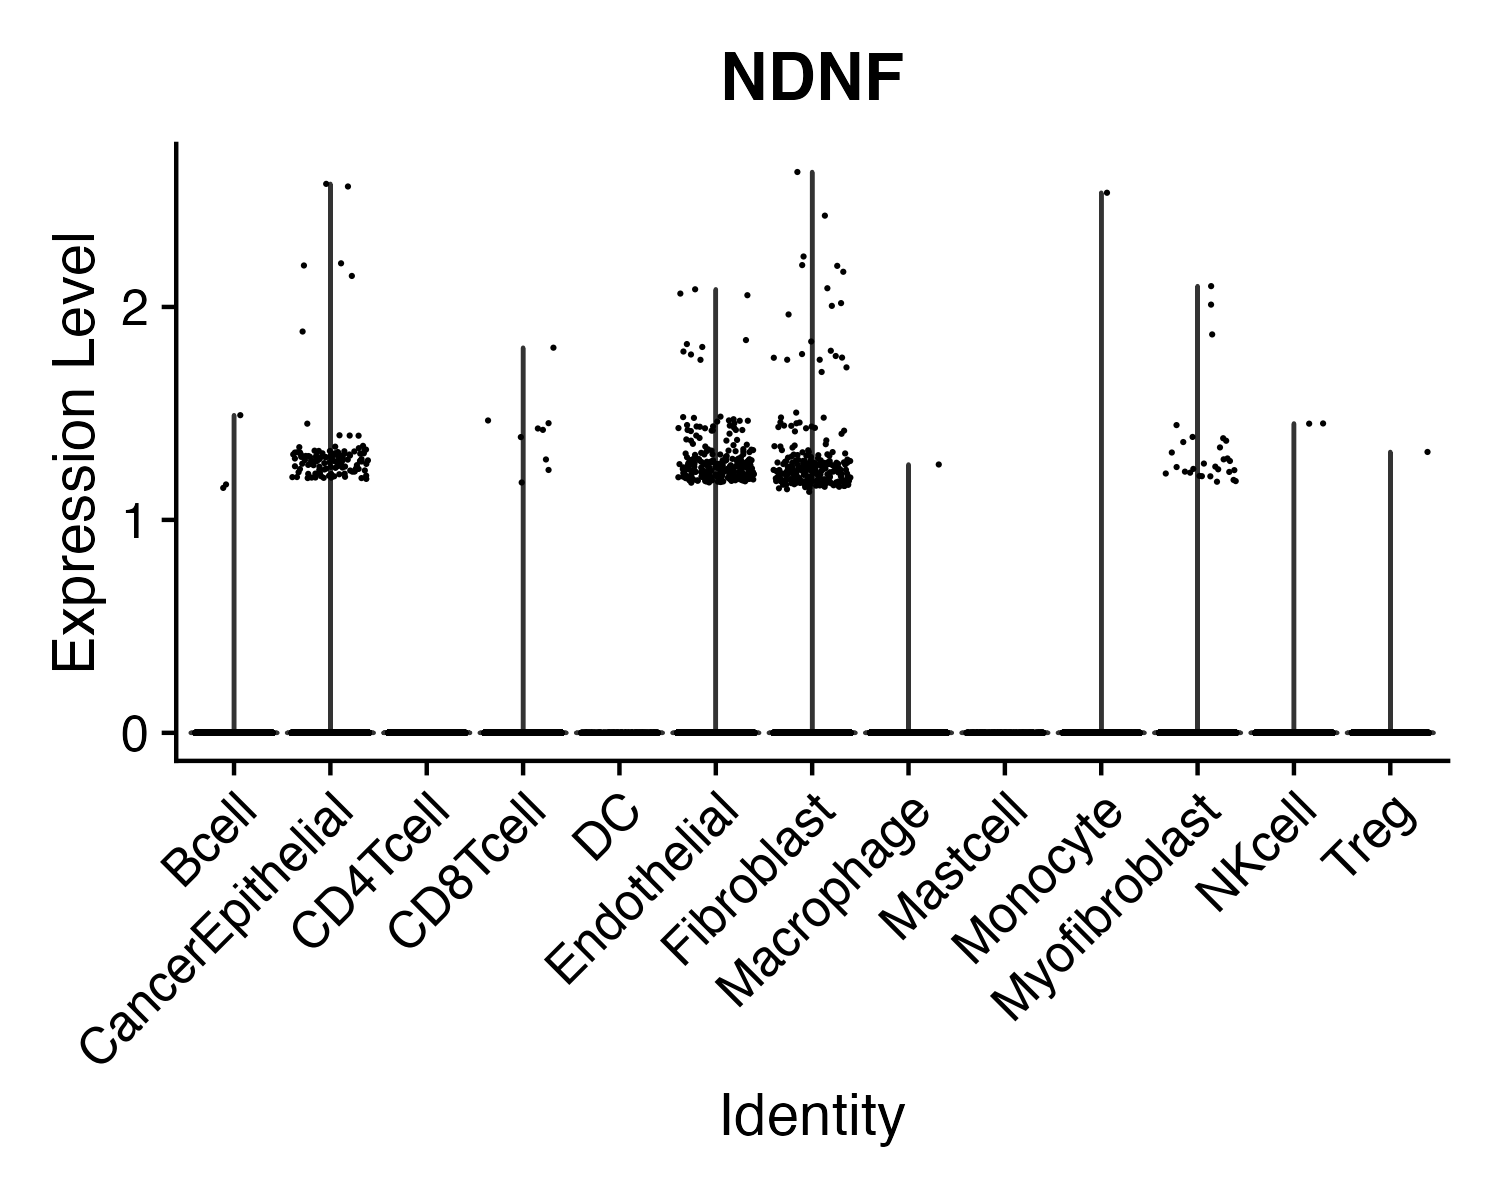 NDNF
Expression Level
2
1
0
Bcell
CancerEpithelial
CD4Tcell
CD8Tcell
DC
Endothelial
Fibroblast
Macrophage
Mastcell
Monocyte
Myofibroblast
NKcell
Treg
Identity